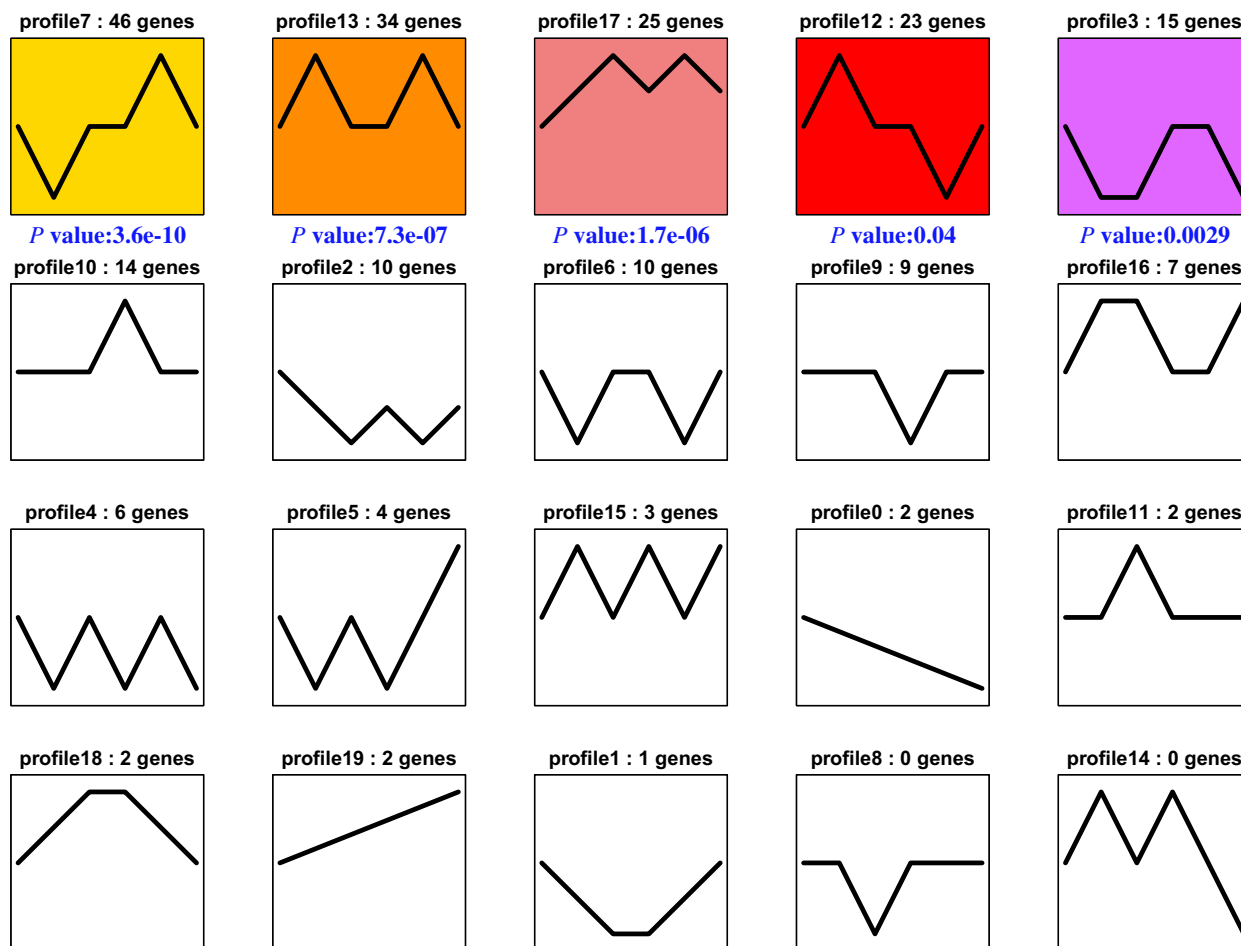 profile7 : 46 genes
profile13 : 34 genes
profile17 : 25 genes
profile12 : 23 genes
profile3 : 15 genes
P value:3.6e-10
P value:7.3e-07
P value:1.7e-06
P value:0.04
P value:0.0029
profile10 : 14 genes
profile2 : 10 genes
profile6 : 10 genes
profile9 : 9 genes
profile16 : 7 genes
profile4 : 6 genes
profile5 : 4 genes
profile15 : 3 genes
profile0 : 2 genes
profile11 : 2 genes
profile18 : 2 genes
profile19 : 2 genes
profile1 : 1 genes
profile8 : 0 genes
profile14 : 0 genes